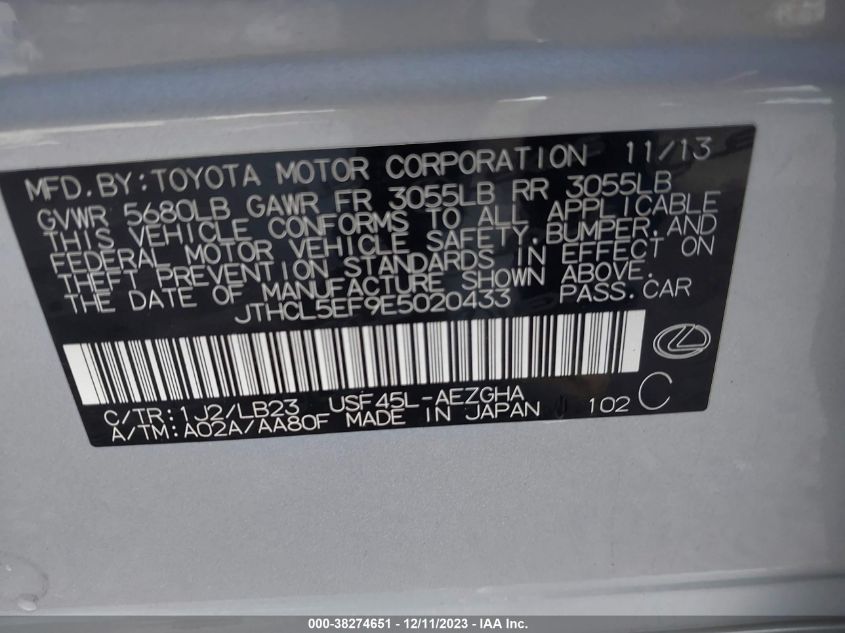 MFD. BY: TOYOTA MOTOR CORPORATION 11/13
GVWR 5680LB GAWR FR 3055LB RR 3055LB
THIS VEHICLE CONFORMS TO ALL APPLICABLE
FEDERAL MOTOR VEHICLE SAFETY, BUMPER, AND
THEFT PREVENTION STANDARDS IN EFFECT ON
THE DATE OF MANUFACTURE SHOWN ABOVE.
JTHCL5EF9E5020433 PASS. CAR
C/TR: 1J2/LB23 USF45L-AEZGHA
A/TM: A02A/AA80F MADE IN JAPAN 102 C
000-38274651 - 12/11/2023 - IAA Inc.